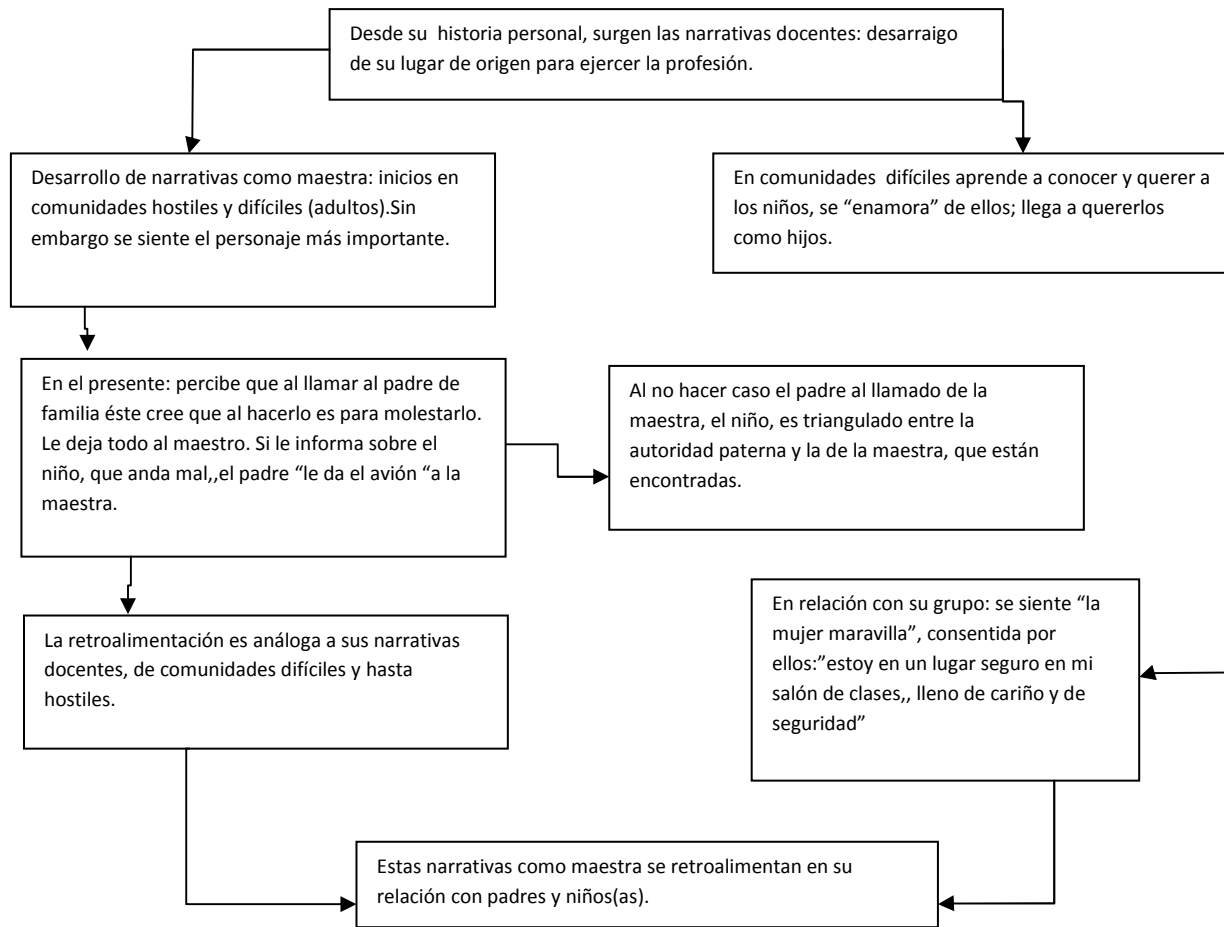 Desde su historia personal, surgen las narrativas docentes: desarraigo
de su lugar de origen para ejercer la profesión.
Desarrollo de narrativas como maestra: inicios en
comunidades hostiles y difíciles (adultos).Sin
embargo se siente el personaje más importante.
En comunidades difíciles aprende a conocer y querer a
los niños, se “enamora” de ellos; llega a quererlos
como hijos.
En el presente: percibe que al llamar al padre de
familia éste cree que al hacerlo es para molestarlo.
Le deja todo al maestro. Si le informa sobre el
niño, que anda mal,,el padre “le da el avión “a la
maestra.
Al no hacer caso el padre al llamado de la
maestra, el niño, es triangulado entre la
autoridad paterna y la de la maestra, que están
encontradas.
La retroalimentación es análoga a sus narrativas
docentes, de comunidades difíciles y hasta
hostiles.
En relación con su grupo: se siente “la
mujer maravilla”, consentida por
ellos:”estoy en un lugar seguro en mi
salón de clases,, lleno de cariño y de
seguridad”
Estas narrativas como maestra se retroalimentan en su
relación con padres y niños(as).